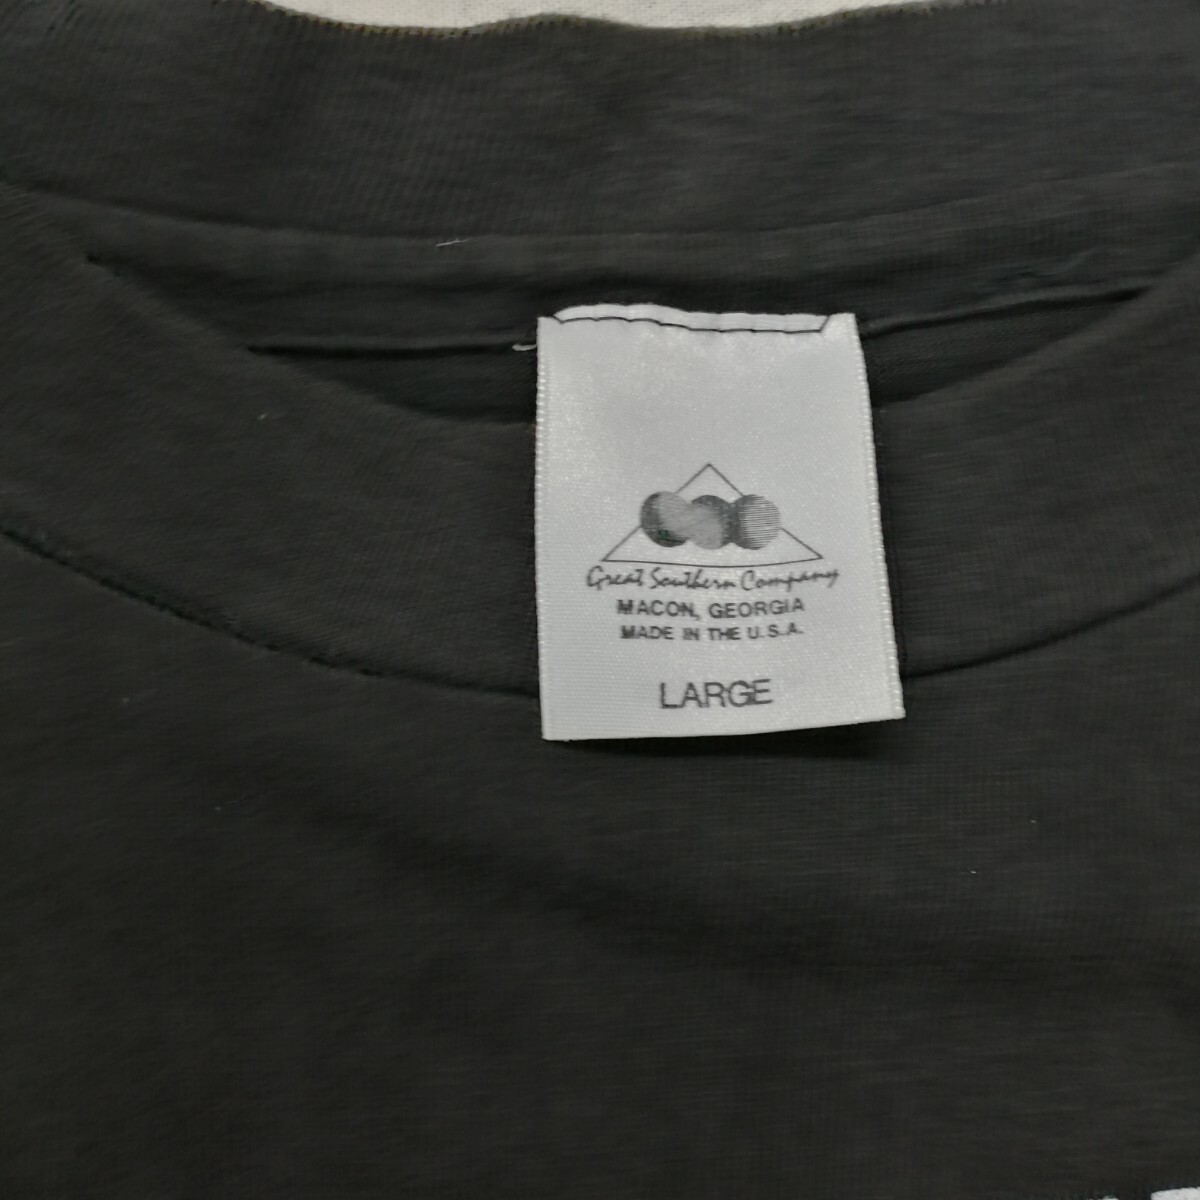 Great Southern Company
MACON, GEORGIA
MADE IN THE U.S.A.
LARGE